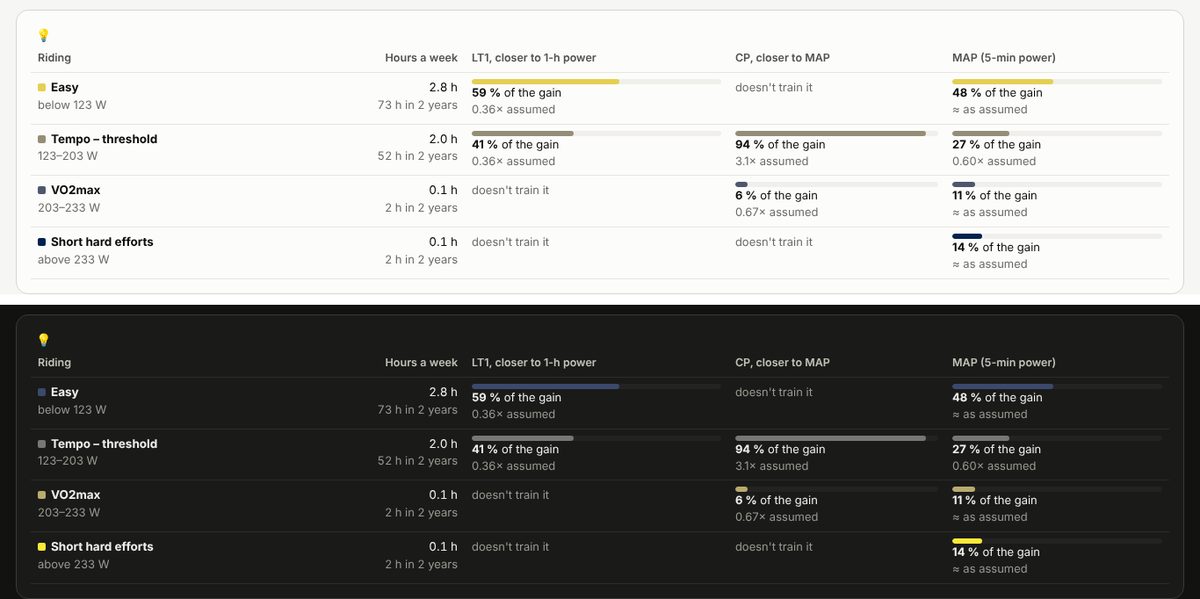 💡
Riding Hours a week LT1, closer to 1-h power CP, closer to MAP MAP (5-min power)
Easy 2.8 h 59 % of the gain doesn't train it 48 % of the gain
below 123 W 73 h in 2 years 0.36× assumed ≈ as assumed
Tempo – threshold 2.0 h 41 % of the gain 94 % of the gain 27 % of the gain
123–203 W 52 h in 2 years 0.36× assumed 3.1× assumed 0.60× assumed
VO2max 0.1 h doesn't train it 6 % of the gain 11 % of the gain
203–233 W 2 h in 2 years 0.67× assumed ≈ as assumed
Short hard efforts 0.1 h doesn't train it doesn't train it 14 % of the gain
above 233 W 2 h in 2 years ≈ as assumed
💡
Riding Hours a week LT1, closer to 1-h power CP, closer to MAP MAP (5-min power)
Easy 2.8 h 59 % of the gain doesn't train it 48 % of the gain
below 123 W 73 h in 2 years 0.36× assumed ≈ as assumed
Tempo – threshold 2.0 h 41 % of the gain 94 % of the gain 27 % of the gain
123–203 W 52 h in 2 years 0.36× assumed 3.1× assumed 0.60× assumed
VO2max 0.1 h doesn't train it 6 % of the gain 11 % of the gain
203–233 W 2 h in 2 years 0.67× assumed ≈ as assumed
Short hard efforts 0.1 h doesn't train it doesn't train it 14 % of the gain
above 233 W 2 h in 2 years ≈ as assumed